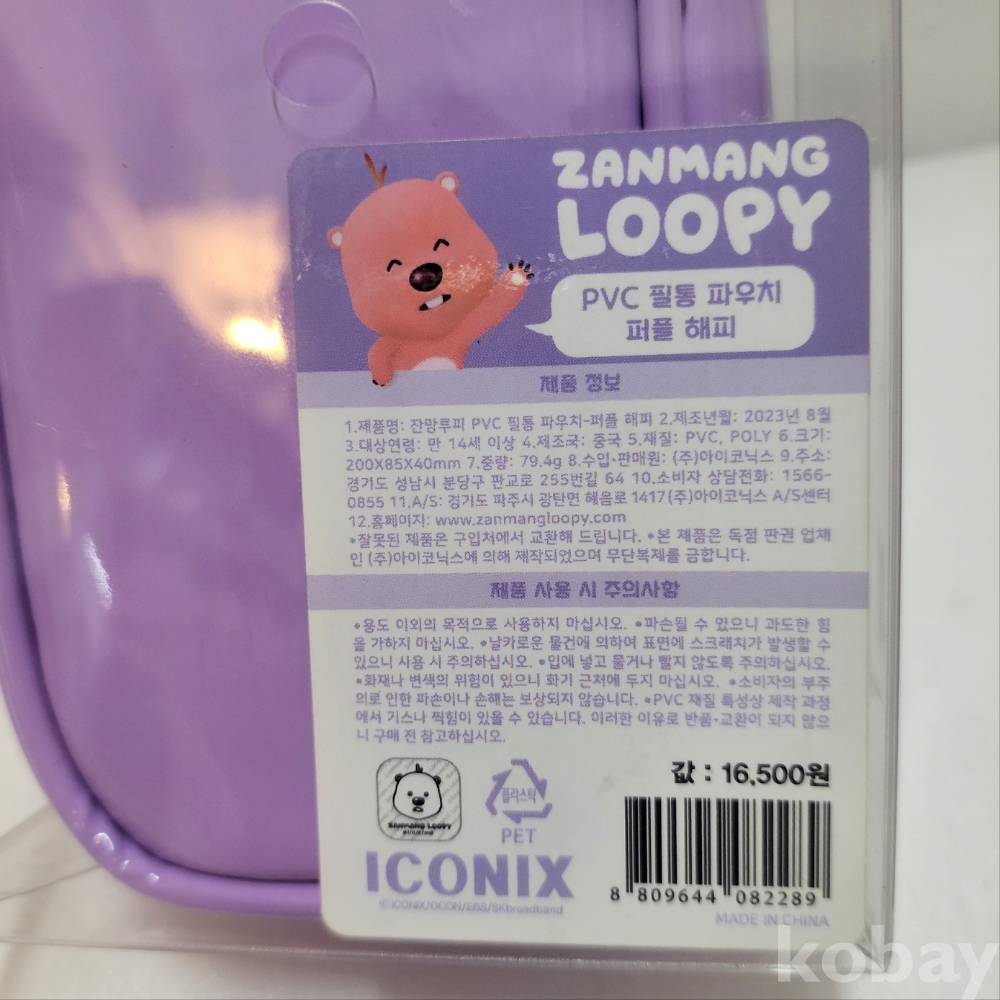 ZANMANG
LOOPY
PVC 필통 파우치
퍼플 해피
제품 정보
1.제품명: 잔망루피 PVC 필통 파우치-퍼플 해피 2.제조년월: 2023년 8월
3.대상연령: 만 14세 이상 4.제조국: 중국 5.재질: PVC, POLY 6.크기:
200X85X40mm 7.중량: 79.4g 8.수입·판매원: (주)아이코닉스 9.주소:
경기도 성남시 분당구 판교로 255번길 64 10.소비자 상담전화: 1566-
0855 11.A/S: 경기도 파주시 광탄면 혜음로 1417 (주)아이코닉스 A/S센터
12.홈페이지: www.zanmangloopy.com
*잘못된 제품은 구입처에서 교환해 드립니다. *본 제품은 독점 판권 업체
인 (주)아이코닉스에 의해 제작되었으며 무단복제를 금합니다.
제품 사용 시 주의사항
*용도 이외의 목적으로 사용하지 마십시오. *파손될 수 있으니 과도한 힘
을 가하지 마십시오. *날카로운 물건에 의하여 표면에 스크래치가 발생할 수
있으니 사용 시 주의하십시오. *입에 넣고 물거나 빨지 않도록 주의하십시오.
*화재나 변색의 위험이 있으니 화기 근처에 두지 마십시오. *소비자의 부주
의로 인한 파손이나 손해는 보상되지 않습니다. *PVC 재질 특성상 제작 과정
에서 기스나 찍힘이 있을 수 있습니다. 이러한 이유로 반품·교환이 되지 않으
니 구매 전 참고하십시오.
값 : 16,500원
ZANMANG LOOPY
플라스틱
PET
ICONIX
© ICONIX/OCON/EBS/SKbroadband
8 809644 082289
MADE IN CHINA
kobay